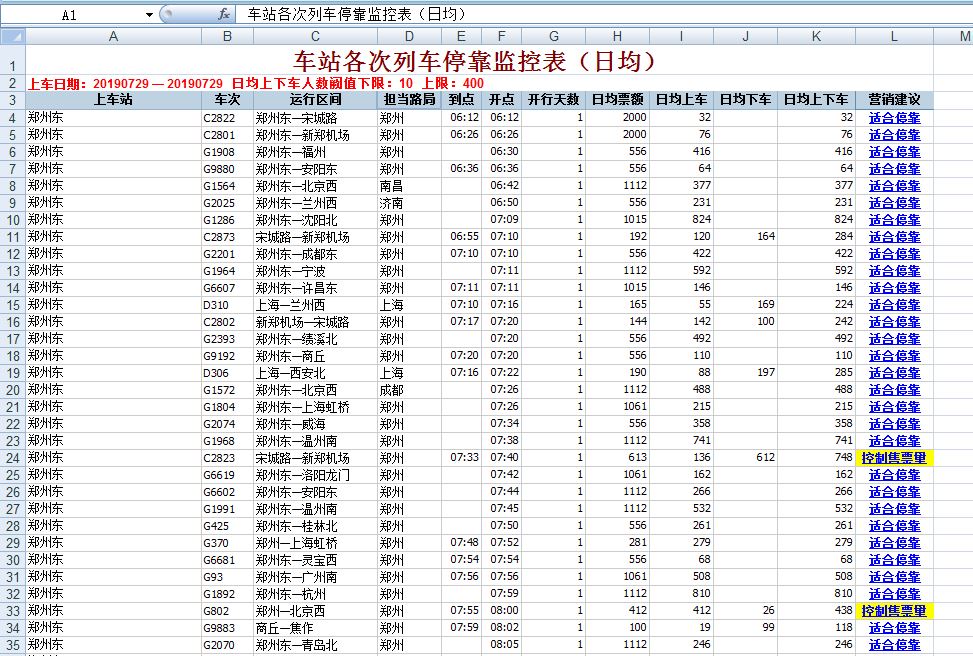 A1 fx 车站各次列车停靠监控表（日均）
A B C D E F G H I J K L M
1 车站各次列车停靠监控表（日均）
2 上车日期：20190729 — 20190729 日均上下车人数阈值下限：10 上限：400
3 上车站 车次 运行区间 担当路局 到点 开点 开行天数 日均票额 日均上车 日均下车 日均上下车 营销建议
4 郑州东 C2822 郑州东—宋城路 郑州 06:12 06:12 1 2000 32 32 适合停靠
5 郑州东 C2801 郑州东—新郑机场 郑州 06:26 06:26 1 2000 76 76 适合停靠
6 郑州东 G1908 郑州东—福州 郑州 06:30 1 556 416 416 适合停靠
7 郑州东 G9880 郑州东—安阳东 郑州 06:36 06:36 1 556 64 64 适合停靠
8 郑州东 G1564 郑州东—北京西 南昌 06:42 1 1112 377 377 适合停靠
9 郑州东 G2025 郑州东—兰州西 济南 06:50 1 556 231 231 适合停靠
10 郑州东 G1286 郑州东—沈阳北 郑州 07:09 1 1015 824 824 适合停靠
11 郑州东 C2873 宋城路—新郑机场 郑州 06:55 07:10 1 192 120 164 284 适合停靠
12 郑州东 G2201 郑州东—成都东 郑州 07:10 07:10 1 556 422 422 适合停靠
13 郑州东 G1964 郑州东—宁波 郑州 07:11 1 1112 592 592 适合停靠
14 郑州东 G6607 郑州东—许昌东 郑州 07:11 07:11 1 1015 146 146 适合停靠
15 郑州东 D310 上海—兰州西 上海 07:10 07:16 1 165 55 169 224 适合停靠
16 郑州东 C2802 新郑机场—宋城路 郑州 07:17 07:20 1 144 142 100 242 适合停靠
17 郑州东 G2393 郑州东—绩溪北 郑州 07:20 1 556 492 492 适合停靠
18 郑州东 G9192 郑州东—商丘 郑州 07:20 07:20 1 556 110 110 适合停靠
19 郑州东 D306 上海—西安北 上海 07:16 07:22 1 190 88 197 285 适合停靠
20 郑州东 G1572 郑州东—北京西 成都 07:26 1 1112 488 488 适合停靠
21 郑州东 G1804 郑州东—上海虹桥 郑州 07:26 1 1061 215 215 适合停靠
22 郑州东 G2074 郑州东—威海 郑州 07:34 1 556 358 358 适合停靠
23 郑州东 G1968 郑州东—温州南 郑州 07:38 1 1112 741 741 适合停靠
24 郑州东 C2823 宋城路—新郑机场 郑州 07:33 07:40 1 613 136 612 748 控制售票量
25 郑州东 G6619 郑州东—洛阳龙门 郑州 07:42 1 1061 162 162 适合停靠
26 郑州东 G6602 郑州东—安阳东 郑州 07:44 1 1112 266 266 适合停靠
27 郑州东 G1991 郑州东—温州南 郑州 07:45 1 1112 532 532 适合停靠
28 郑州东 G425 郑州东—桂林北 郑州 07:50 1 556 261 261 适合停靠
29 郑州东 G370 郑州—上海虹桥 郑州 07:48 07:52 1 281 279 279 适合停靠
30 郑州东 G6681 郑州东—灵宝西 郑州 07:54 07:54 1 556 68 68 适合停靠
31 郑州东 G93 郑州东—广州南 郑州 07:56 07:56 1 1061 508 508 适合停靠
32 郑州东 G1892 郑州东—杭州 郑州 07:59 1 1112 810 810 适合停靠
33 郑州东 G802 郑州—北京西 郑州 07:55 08:00 1 412 412 26 438 控制售票量
34 郑州东 G9883 商丘—焦作 郑州 07:59 08:02 1 100 19 99 118 适合停靠
35 郑州东 G2070 郑州东—青岛北 郑州 08:05 1 1112 246 246 适合停靠